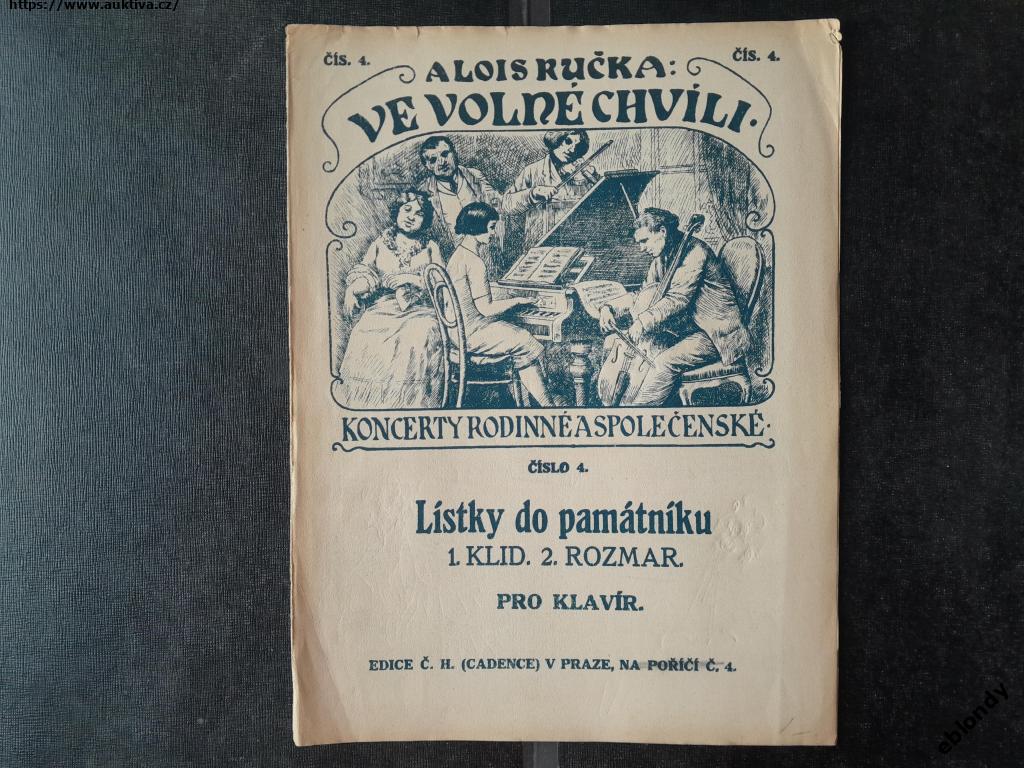 https://www.auktiva.cz/
ČÍS. 4.
ČÍS. 4.
ALOIS RUČKA:
VE VOLNÉ CHVÍLI.
KONCERTY RODINNÉ A SPOLEČENSKÉ.
ČÍSLO 4.
Lístky do památníku
1. KLID. 2. ROZMAR.
PRO KLAVÍR.
EDICE Č. H. (CADENCE) V PRAZE, NA POŘÍČÍ Č. 4.
eblondy